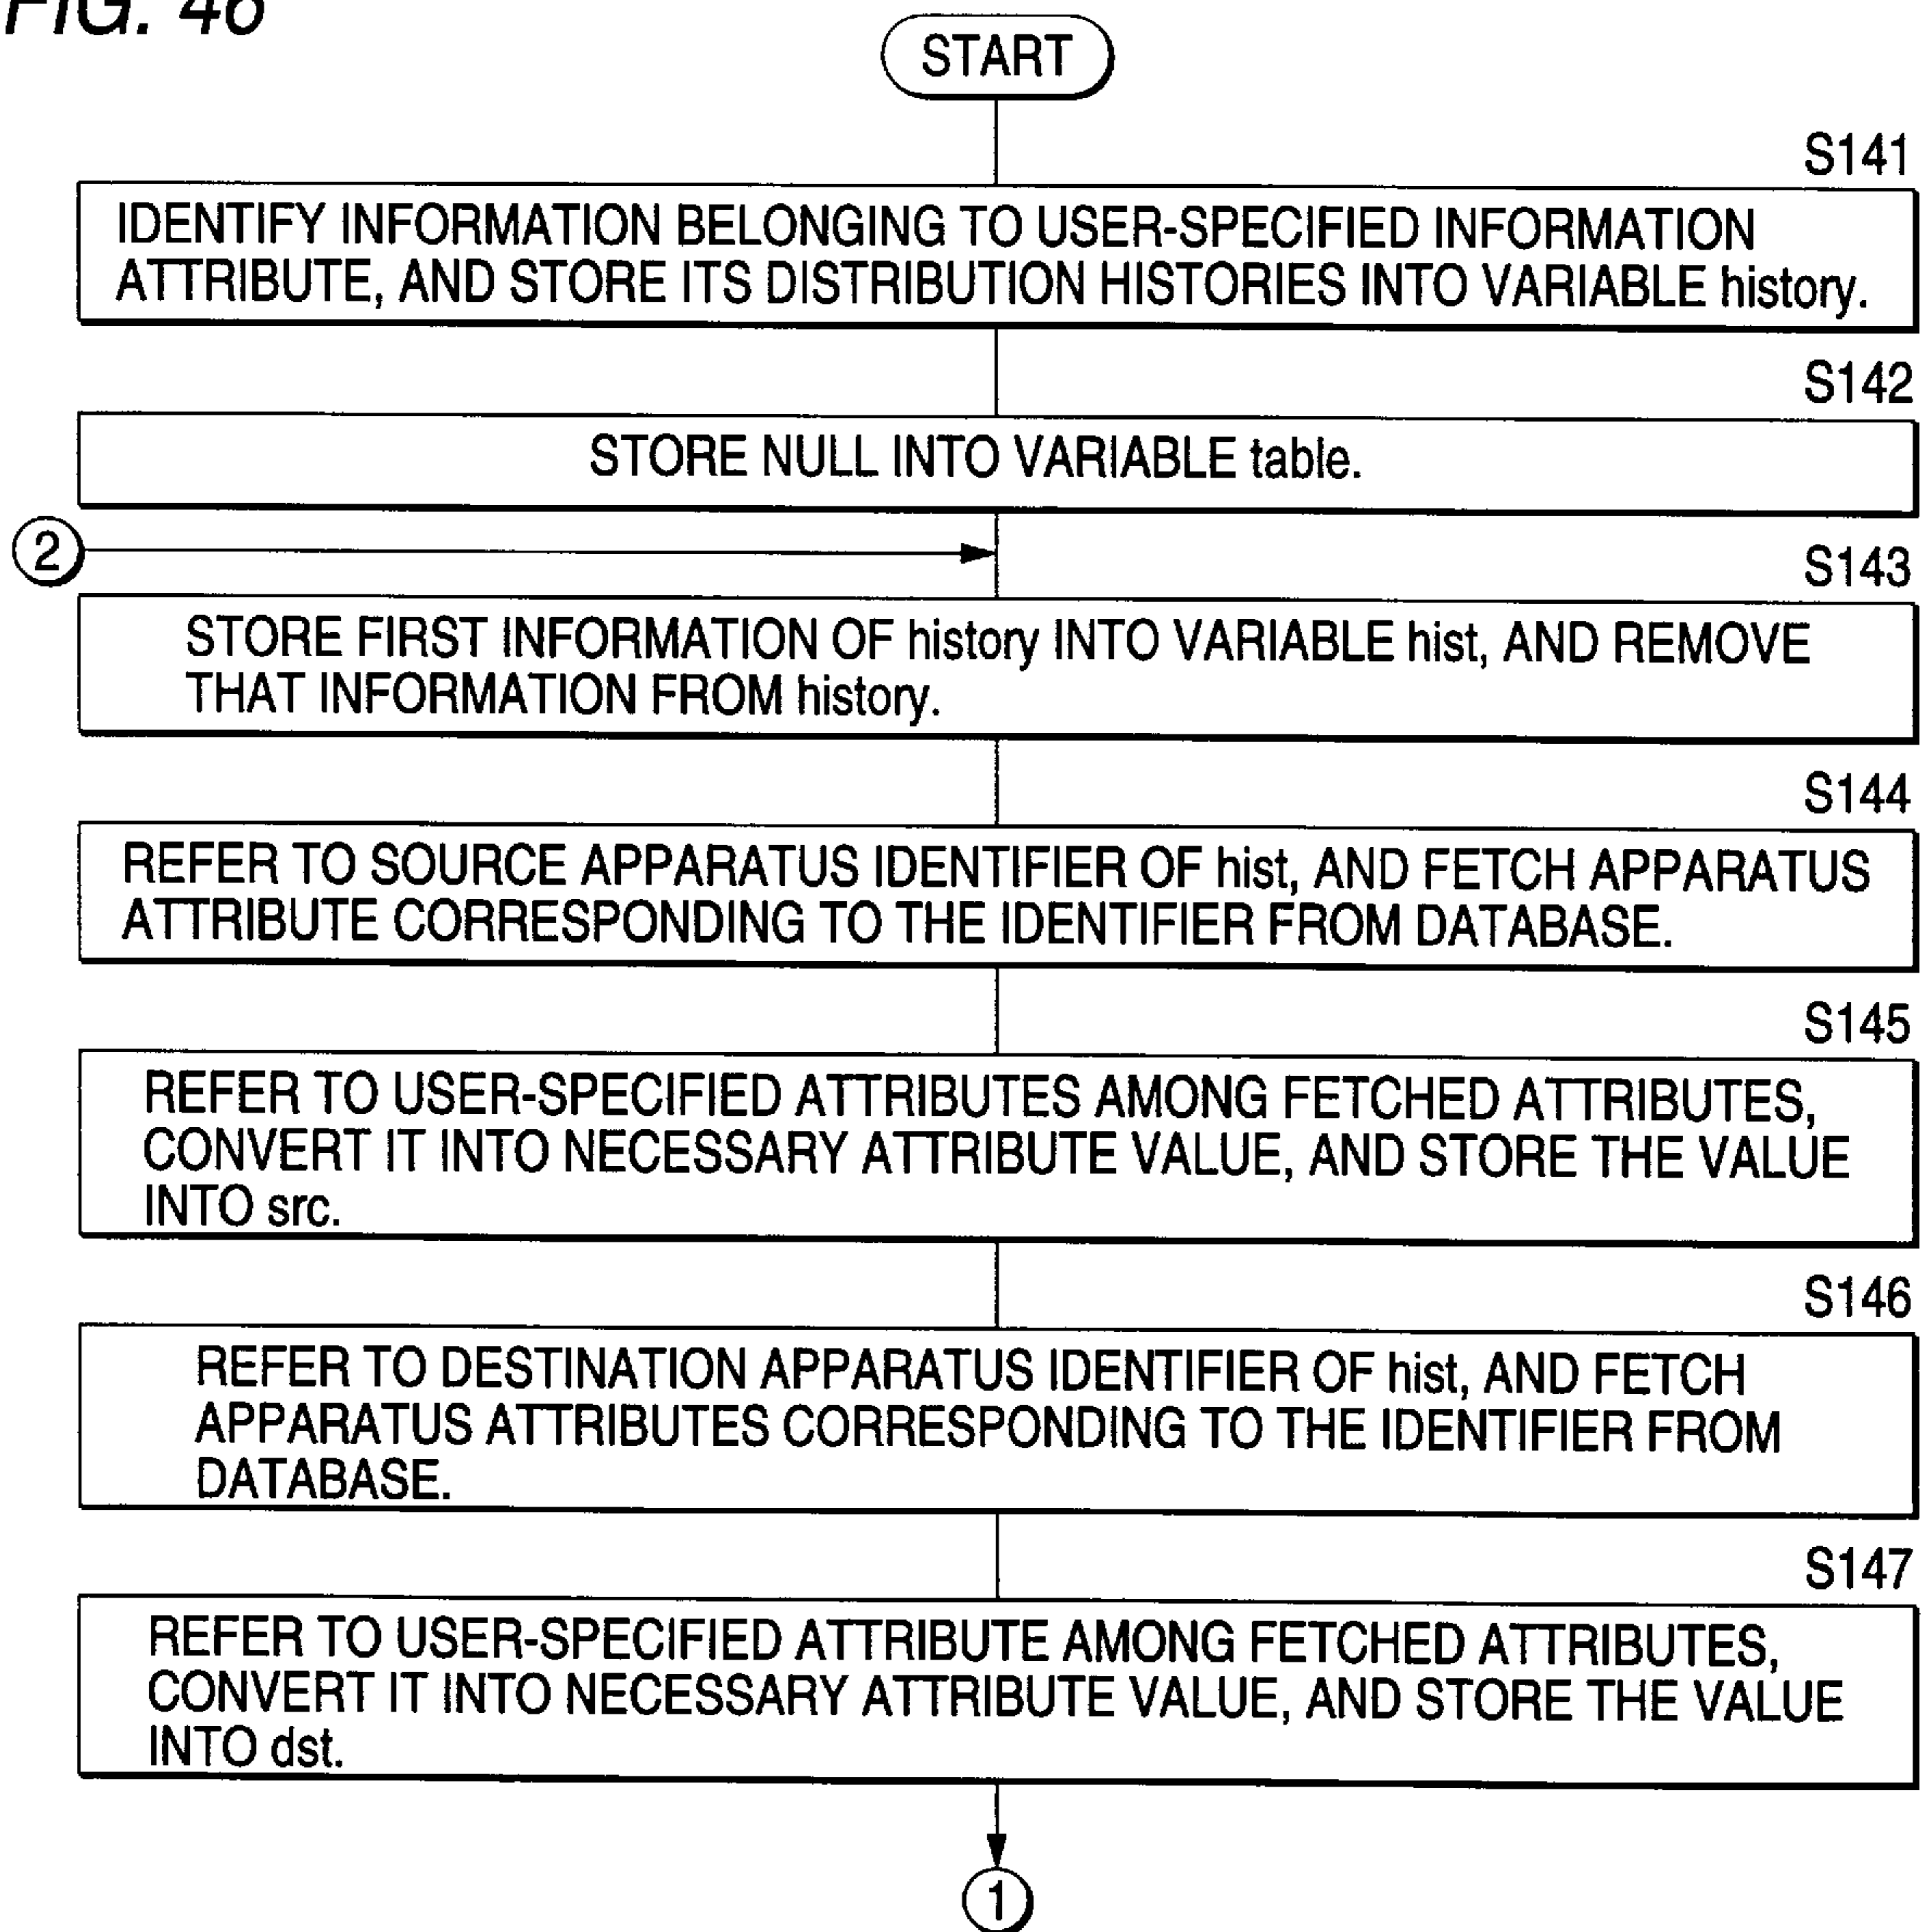 FIG. 46
START
S141
IDENTIFY INFORMATION BELONGING TO USER-SPECIFIED INFORMATION
ATTRIBUTE, AND STORE ITS DISTRIBUTION HISTORIES INTO VARIABLE history.
S142
STORE NULL INTO VARIABLE table.
2
S143
STORE FIRST INFORMATION OF history INTO VARIABLE hist, AND REMOVE
THAT INFORMATION FROM history.
S144
REFER TO SOURCE APPARATUS IDENTIFIER OF hist, AND FETCH APPARATUS
ATTRIBUTE CORRESPONDING TO THE IDENTIFIER FROM DATABASE.
S145
REFER TO USER-SPECIFIED ATTRIBUTES AMONG FETCHED ATTRIBUTES,
CONVERT IT INTO NECESSARY ATTRIBUTE VALUE, AND STORE THE VALUE
INTO src.
S146
REFER TO DESTINATION APPARATUS IDENTIFIER OF hist, AND FETCH
APPARATUS ATTRIBUTES CORRESPONDING TO THE IDENTIFIER FROM
DATABASE.
S147
REFER TO USER-SPECIFIED ATTRIBUTE AMONG FETCHED ATTRIBUTES,
CONVERT IT INTO NECESSARY ATTRIBUTE VALUE, AND STORE THE VALUE
INTO dst.
1